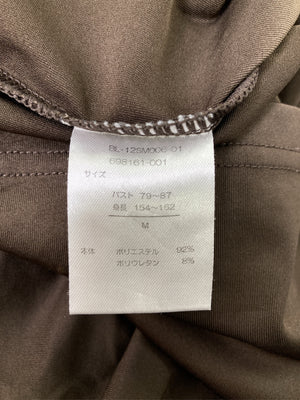 BL-12SM006-01
698161-001
サイズ
バスト 79~87
身長 154~162
M
本体 ポリエステル 92%
ポリウレタン 8%